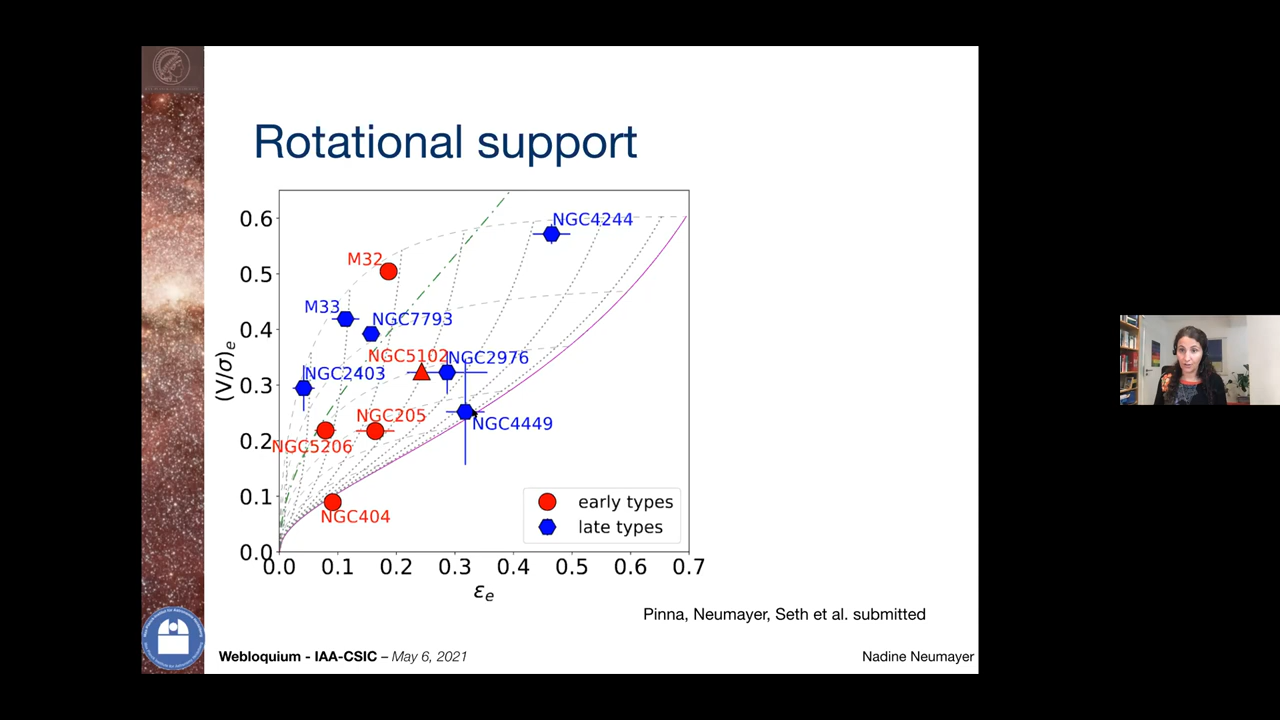 Rotational support
0.6
0.5
0.4
0.3
0.2
0.1
0.0
(V/σ)e
NGC4244
M32
M33
NGC7793
NGC5102
NGC2976
NGC2403
NGC205
NGC4449
NGC5206
NGC404
early types
late types
0.0 0.1 0.2 0.3 0.4 0.5 0.6 0.7
εe
Pinna, Neumayer, Seth et al. submitted
Webloquium - IAA-CSIC – May 6, 2021
Nadine Neumayer